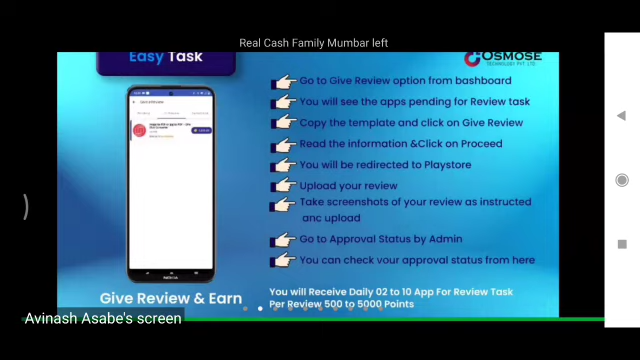 Real Cash Family Mumbar left
Easy Task
OSMOSE
TECHNOLOGY PVT. LTD
Go to Give Review option from bashboard
You will see the apps pending for Review task
Copy the template and click on Give Review
Read the information &Click on Proceed
You will be redirected to Playstore
Upload your review
Take screenshots of your review as instructed
anc upload
Go to Approval Status by Admin
You can check your approval status from here
NOKIA
Give Review & Earn
You will Receive Daily 02 to 10 App For Review Task
Per Review 500 to 5000 Points
Avinash Asabe's screen